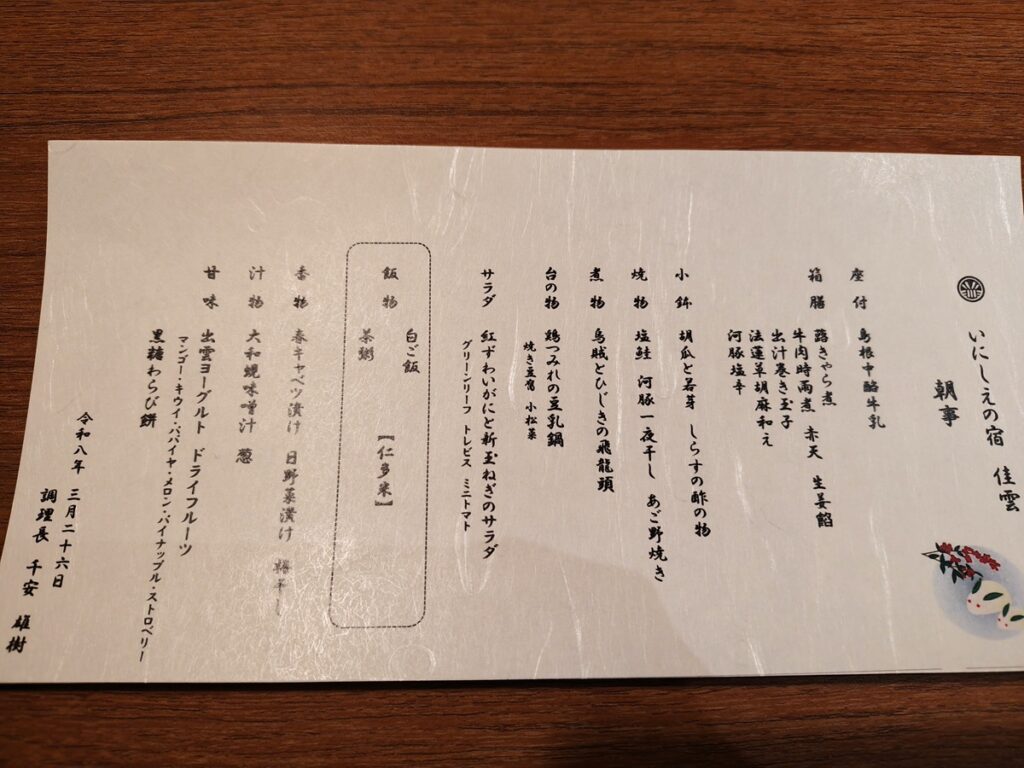 いにしえの宿 佳雲
朝事
座付 島根中酪牛乳
箱膳 蕗きゃら煮
牛肉時雨煮 赤天 生姜餡
出汁巻き玉子
法蓮草胡麻和え
河豚塩辛
小鉢 胡瓜と若芽 しらすの酢の物
焼物 塩鮭 河豚一夜干し あご野焼き
煮物 烏賊とひじきの飛龍頭
台の物 鶏つみれの豆乳鍋
焼き豆腐 小松菜
サラダ 紅ずわいがにと新玉ねぎのサラダ
グリーンリーフ トレビス ミニトマト
白ご飯
飯物 【仁多米】
茶粥
香物 春キャベツ漬け 日野菜漬け 梅干し
汁物 大和蜆味噌汁 葱
甘味 出雲ヨーグルト ドライフルーツ
マンゴー・キウイ・パパイヤ・メロン・パイナップル・ストロベリー
黒糖わらび餅
令和八年 三月二十六日
調理長 千安 雄樹